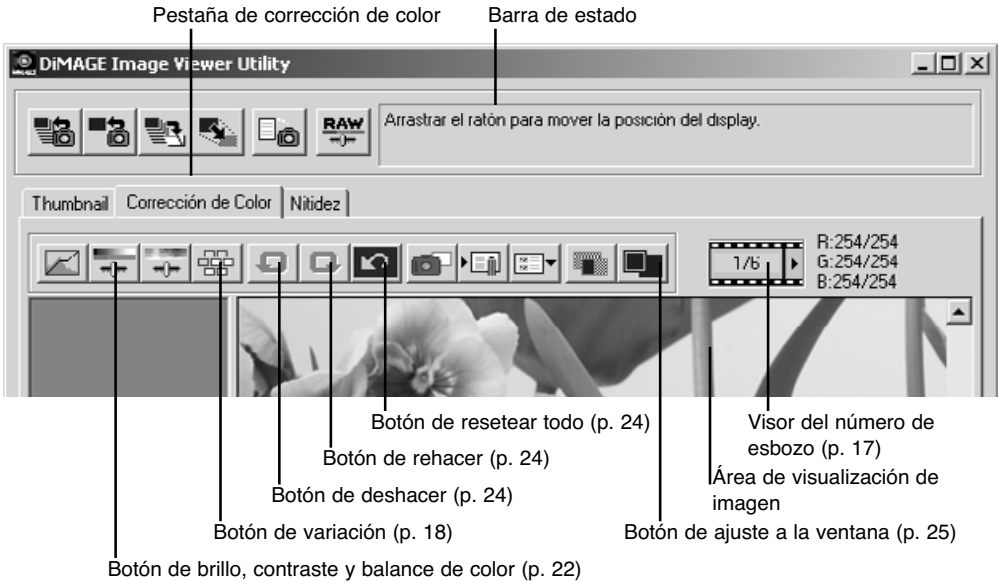 Pestaña de corrección de color
Barra de estado
DiMAGE Image Viewer Utility
RAW
Arrastrar el ratón para mover la posición del display.
Thumbnail
Corrección de Color
Nitidez
R:254/254
1/6
G:254/254
B:254/254
Botón de resetear todo (p. 24)
Visor del número de
esbozo (p. 17)
Botón de rehacer (p. 24)
Área de visualización de
imagen
Botón de deshacer (p. 24)
Botón de variación (p. 18)
Botón de ajuste a la ventana (p. 25)
Botón de brillo, contraste y balance de color (p. 22)